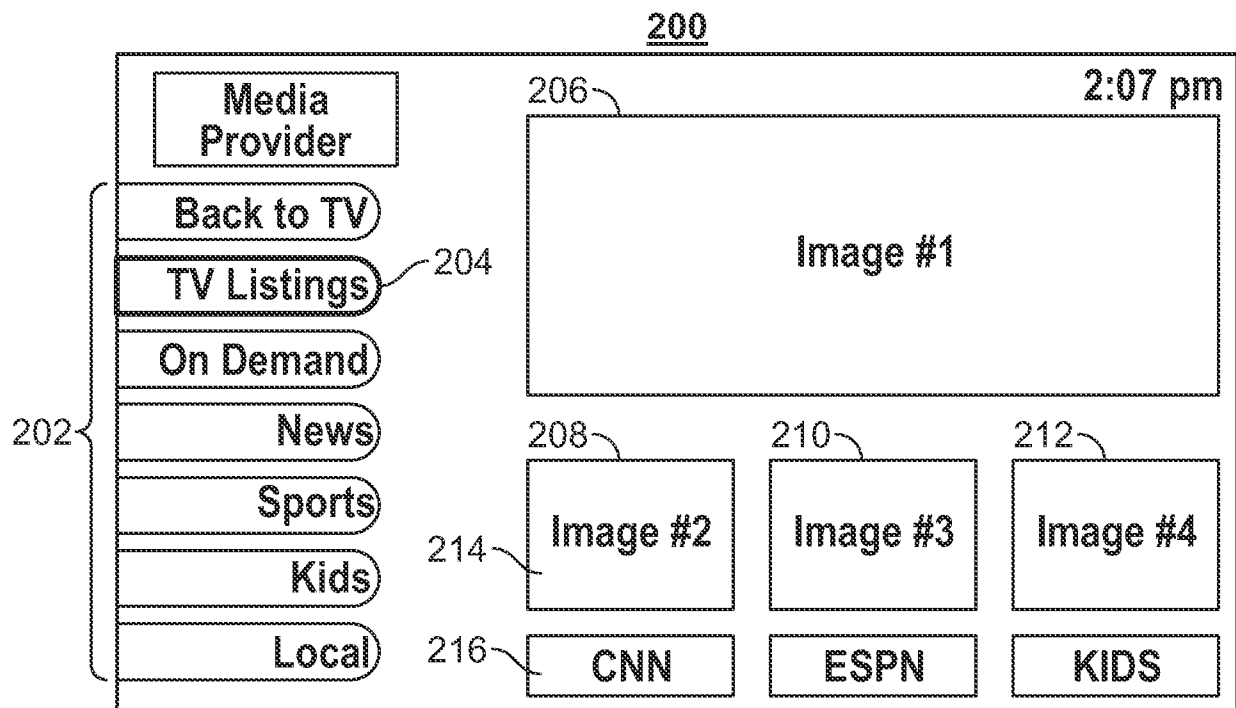 200
Media
Provider
2:07 pm
206
Image #1
202
Back to TV
TV Listings
204
On Demand
News
Sports
Kids
Local
208
210
212
Image #2
Image #3
Image #4
214
216
CNN
ESPN
KIDS